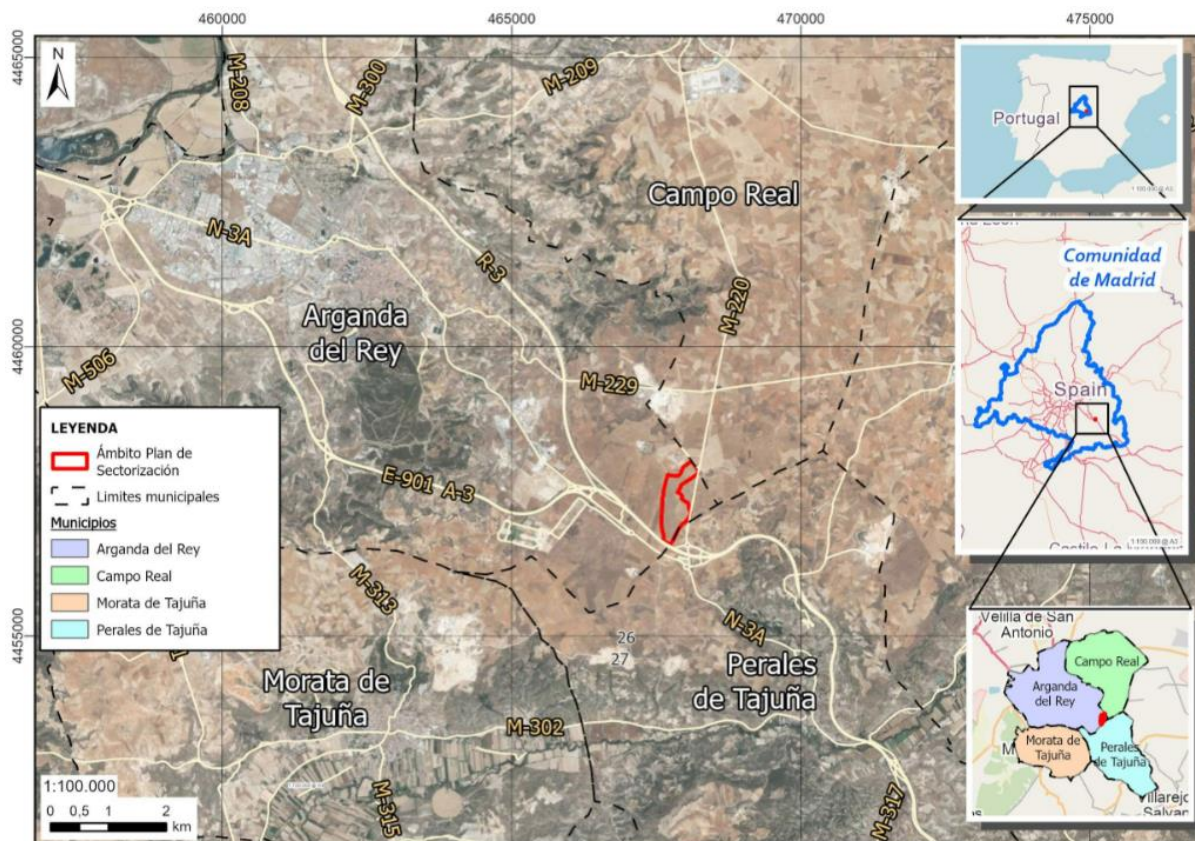 460000
465000
470000
475000
4465000
4460000
4455000
N
M-208
M-300
M-209
Campo Real
N-3A
R-3
M-220
Arganda
del Rey
M-506
M-229
E-901 A-3
M-313
N-3A
26
27
Perales
de Tajuña
Morata de
Tajuña
M-302
M-315
M-317
LEYENDA
Ámbito Plan de
Sectorización
Limites municipales
Municipios
Arganda del Rey
Campo Real
Morata de Tajuña
Perales de Tajuña
1:100.000
0 0,5 1 2
km
Portugal
Comunidad
de Madrid
Spain
Velilla de San
Antonio
Campo Real
Arganda
del Rey
Morata de
Tajuña
Perales
de Tajuña
Villarejo
Salvan